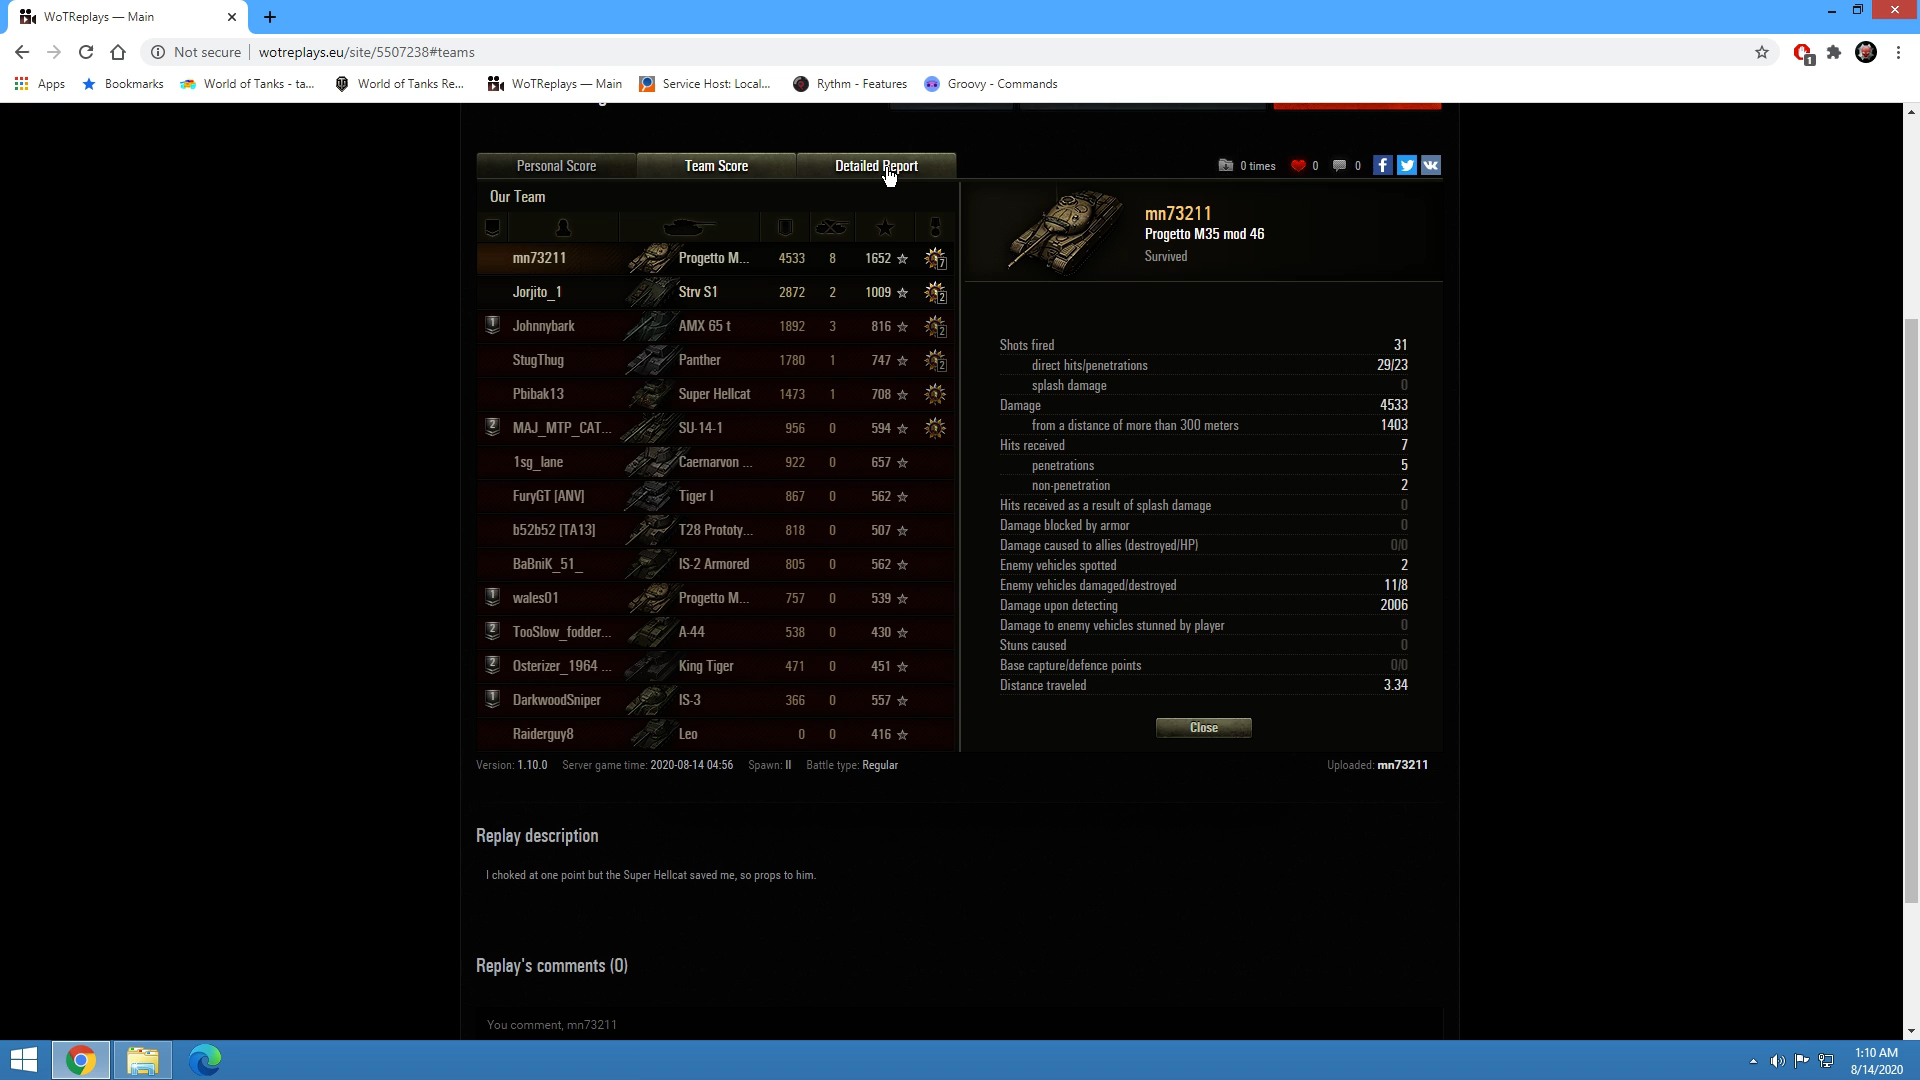 WoTReplays — Main
Not secure wotreplays.eu/site/5507238#teams
Apps Bookmarks World of Tanks - ta... World of Tanks Re... WoTReplays — Main Service Host: Local... Rythm - Features Groovy - Commands
Personal Score Team Score Detailed Report 0 times 0 0
Our Team
mn73211 Progetto M... 4533 8 1652 7
Jorjito_1 Strv S1 2872 2 1009 2
1 Johnnybark AMX 65 t 1892 3 816 2
StugThug Panther 1780 1 747 2
Phibak13 Super Hellcat 1473 1 708
2 MAJ_MTP_CAT... SU-14-1 956 0 594
1sg_lane Caernarvon ... 922 0 657
FuryGT [ANV] Tiger I 867 0 562
b52b52 [TA13] T28 Prototy... 818 0 507
BaBniK_51_ IS-2 Armored 805 0 562
1 wales01 Progetto M... 757 0 539
2 TooSlow_fodder... A-44 538 0 430
2 Osterizer_1964 ... King Tiger 471 0 451
1 DarkwoodSniper IS-3 366 0 557
Raiderguy8 Leo 0 0 416
mn73211
Progetto M35 mod 46
Survived
Shots fired 31
direct hits/penetrations 29/23
splash damage 0
Damage 4533
from a distance of more than 300 meters 1403
Hits received 7
penetrations 5
non-penetration 2
Hits received as a result of splash damage 0
Damage blocked by armor 0
Damage caused to allies (destroyed/HP) 0/0
Enemy vehicles spotted 2
Enemy vehicles damaged/destroyed 11/8
Damage upon detecting 2006
Damage to enemy vehicles stunned by player 0
Stuns caused 0
Base capture/defence points 0/0
Distance traveled 3.34
Close
Version: 1.10.0 Server game time: 2020-08-14 04:56 Spawn: II Battle type: Regular Uploaded: mn73211
Replay description
I choked at one point but the Super Hellcat saved me, so props to him.
Replay's comments (0)
You comment, mn73211
1:10 AM
8/14/2020